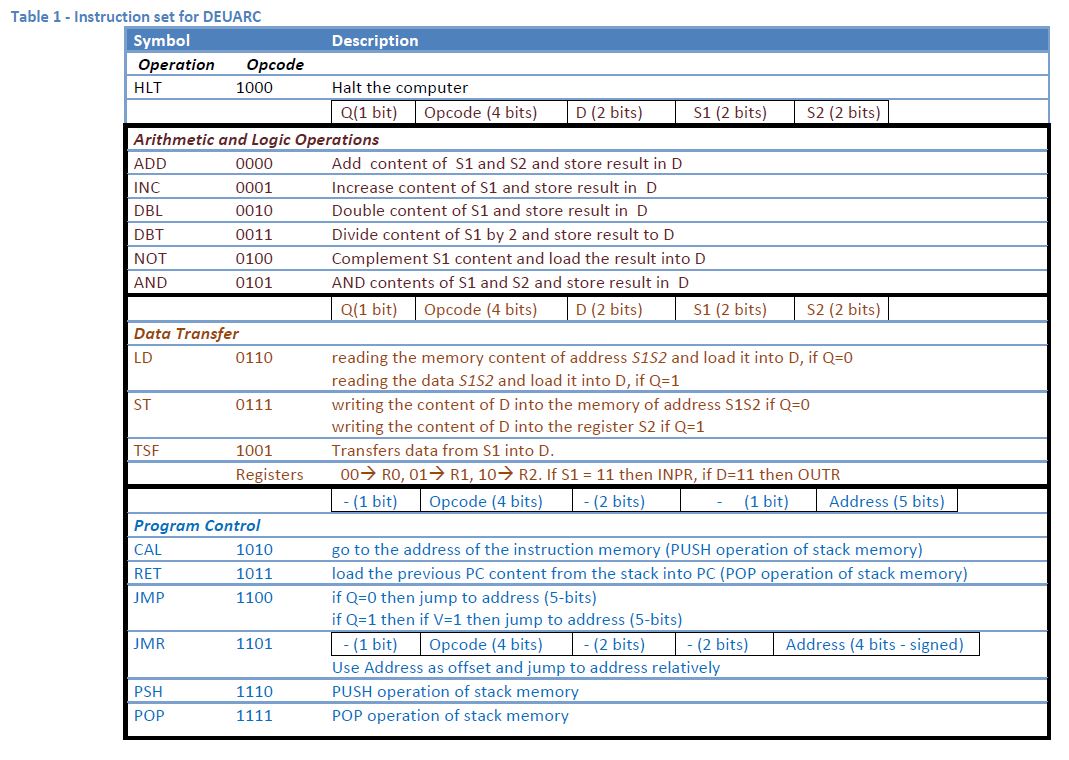 Table 1 - Instruction set for DEUARC
Symbol Description
Operation Opcode
HLT 1000 Halt the computer
Q(1 bit) Opcode (4 bits) D (2 bits) S1 (2 bits) S2 (2 bits)
Arithmetic and Logic Operations
ADD 0000 Add content of S1 and S2 and store result in D
INC 0001 Increase content of S1 and store result in D
DBL 0010 Double content of S1 and store result in D
DBT 0011 Divide content of S1 by 2 and store result to D
NOT 0100 Complement S1 content and load the result into D
AND 0101 AND contents of S1 and S2 and store result in D
Q(1 bit) Opcode (4 bits) D (2 bits) S1 (2 bits) S2 (2 bits)
Data Transfer
LD 0110 reading the memory content of address S1S2 and load it into D, if Q=0
reading the data S1S2 and load it into D, if Q=1
ST 0111 writing the content of D into the memory of address S1S2 if Q=0
writing the content of D into the register S2 if Q=1
TSF 1001 Transfers data from S1 into D.
Registers 00→ R0, 01→ R1, 10→ R2. If S1 = 11 then INPR, if D=11 then OUTR
- (1 bit) Opcode (4 bits) - (2 bits) - (1 bit) Address (5 bits)
Program Control
CAL 1010 go to the address of the instruction memory (PUSH operation of stack memory)
RET 1011 load the previous PC content from the stack into PC (POP operation of stack memory)
JMP 1100 if Q=0 then jump to address (5-bits)
if Q=1 then if V=1 then jump to address (5-bits)
JMR 1101 - (1 bit) Opcode (4 bits) - (2 bits) - (2 bits) Address (4 bits - signed)
Use Address as offset and jump to address relatively
PSH 1110 PUSH operation of stack memory
POP 1111 POP operation of stack memory